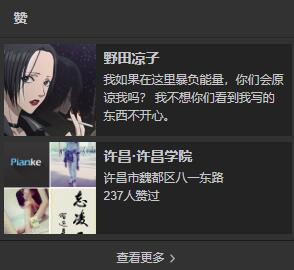 赞
野田凉子
我如果在这里暴负能量，你们会原
谅我吗？ 我不想你们看到我写的
东西不开心。
许昌·许昌学院
许昌市魏都区八一东路
237人赞过
Pianke
查看更多 >